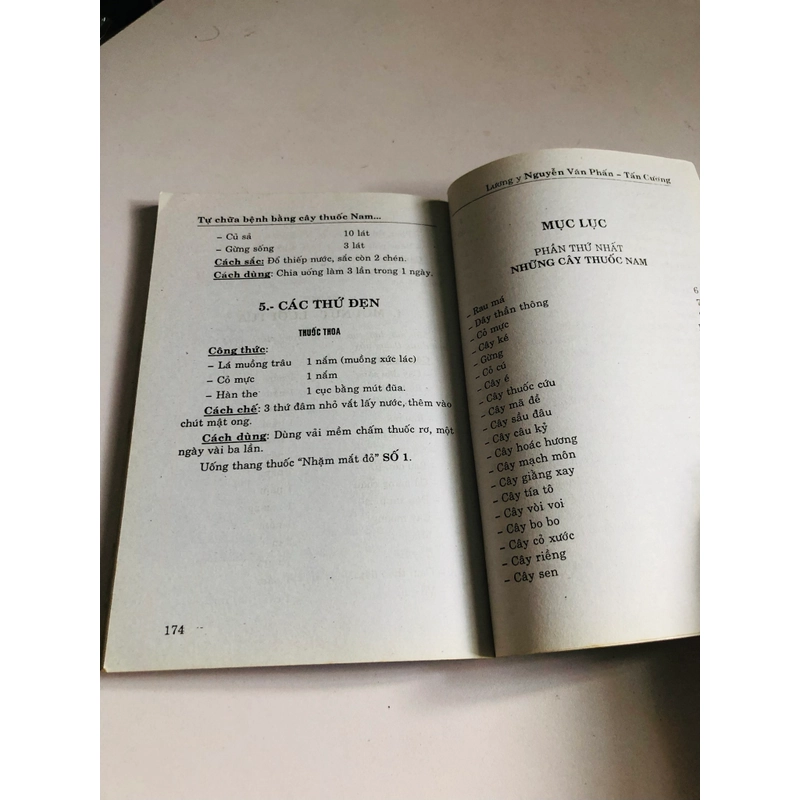 Tự chữa bệnh bằng cây thuốc Nam...
– Củ sả 10 lát
– Gừng sống 3 lát
Cách sắc: Đổ thiếp nước, sắc còn 2 chén.
Cách dùng: Chia uống làm 3 lần trong 1 ngày.
5.- CÁC THỨ ĐẸN
THUỐC THOA
Công thức:
– Lá muồng trâu 1 nắm (muồng xức lác)
– Cỏ mực 1 nắm
– Hàn the 1 cục bằng mút đũa.
Cách chế: 3 thứ đâm nhỏ vắt lấy nước, thêm vào
chút mật ong.
Cách dùng: Dùng vải mềm chấm thuốc rơ, một
ngày vài ba lần.
Uống thang thuốc "Nhậm mắt đỏ" SỐ 1.
174
Lương y Nguyễn Văn Phấn – Tấn Cương
MỤC LỤC
PHẦN THỨ NHẤT
NHỮNG CÂY THUỐC NAM
– Rau má 6
– Dây thần thông 7
– Cỏ mực
– Cây ké
– Gừng
– Cỏ cú
– Cây é
– Cây thuốc cứu
– Cây mã đề
– Cây sầu đâu
– Cây câu kỷ
– Cây hoác hương
– Cây mạch môn
– Cây giằng xay
– Cây tía tô
– Cây vòi voi
– Cây bo bo
– Cây cỏ xước
– Cây riềng
– Cây sen